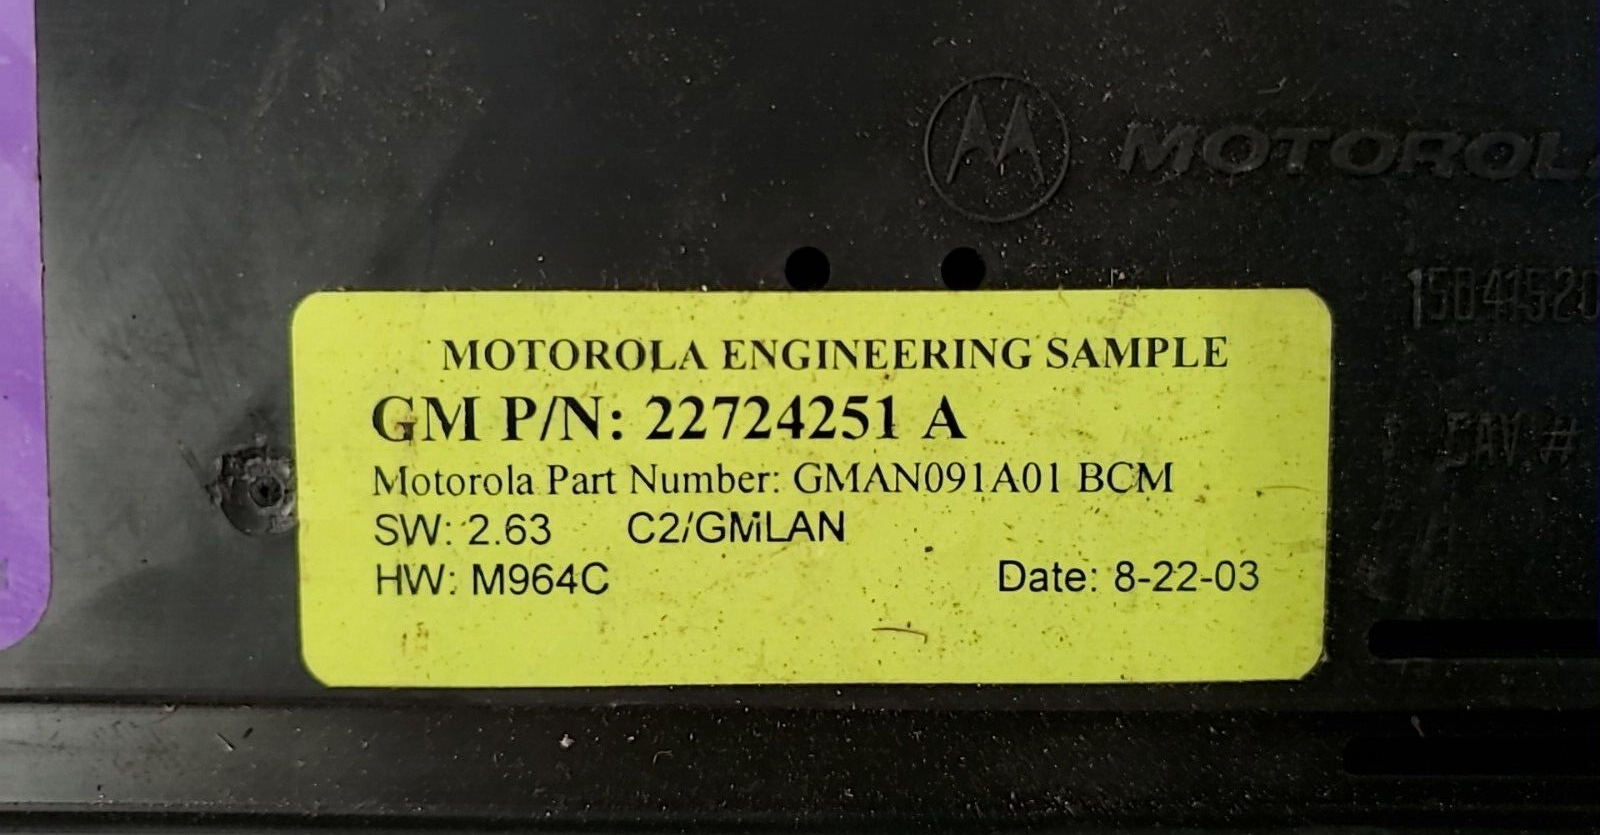 MOTOROLA
MOTOROLA ENGINEERING SAMPLE
GM P/N: 22724251 A
Motorola Part Number: GMAN091A01 BCM
SW: 2.63 C2/GMLAN
HW: M964C Date: 8-22-03
CAV #